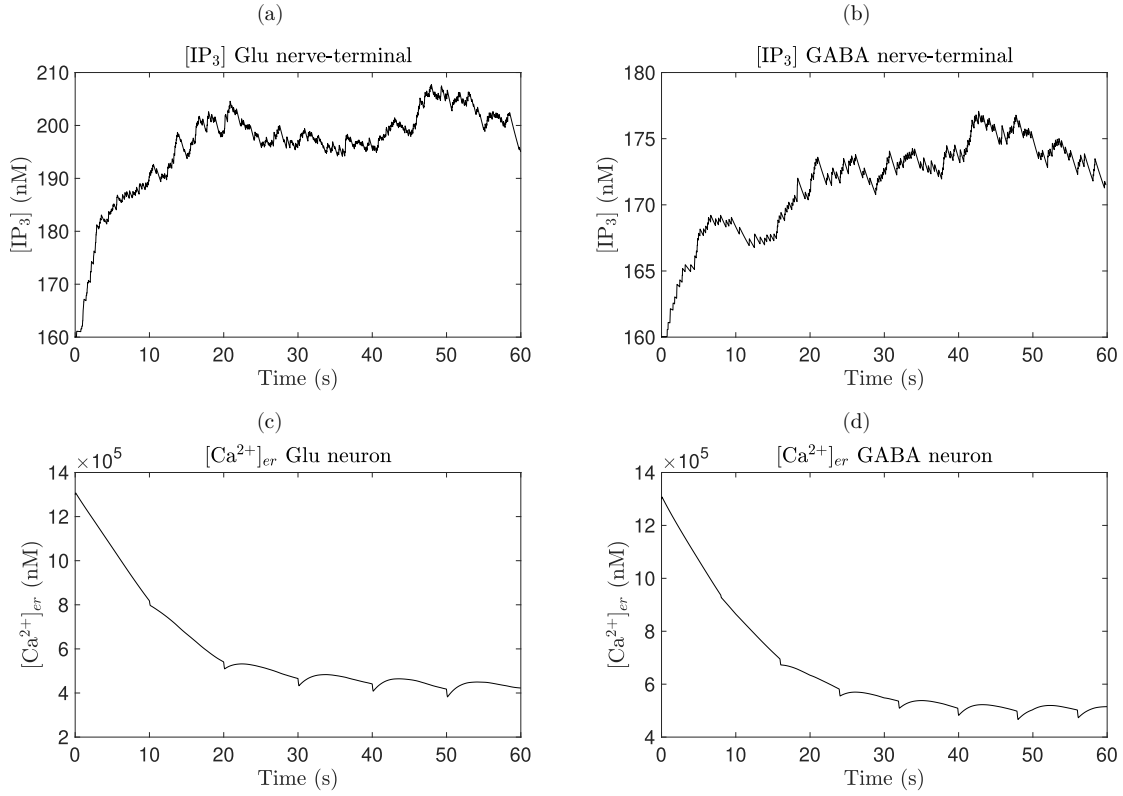 (a)
[IP₃] Glu nerve-terminal
210
200
190
180
170
160
[IP₃] (nM)
0 10 20 30 40 50 60
Time (s)
(b)
[IP₃] GABA nerve-terminal
180
175
170
165
160
[IP₃] (nM)
0 10 20 30 40 50 60
Time (s)
(c)
[Ca²⁺]ₑᵣ Glu neuron
×10⁵
14
12
10
8
6
4
2
[Ca²⁺]ₑᵣ (nM)
0 10 20 30 40 50 60
Time (s)
(d)
[Ca²⁺]ₑᵣ GABA neuron
×10⁵
14
12
10
8
6
4
[Ca²⁺]ₑᵣ (nM)
0 10 20 30 40 50 60
Time (s)